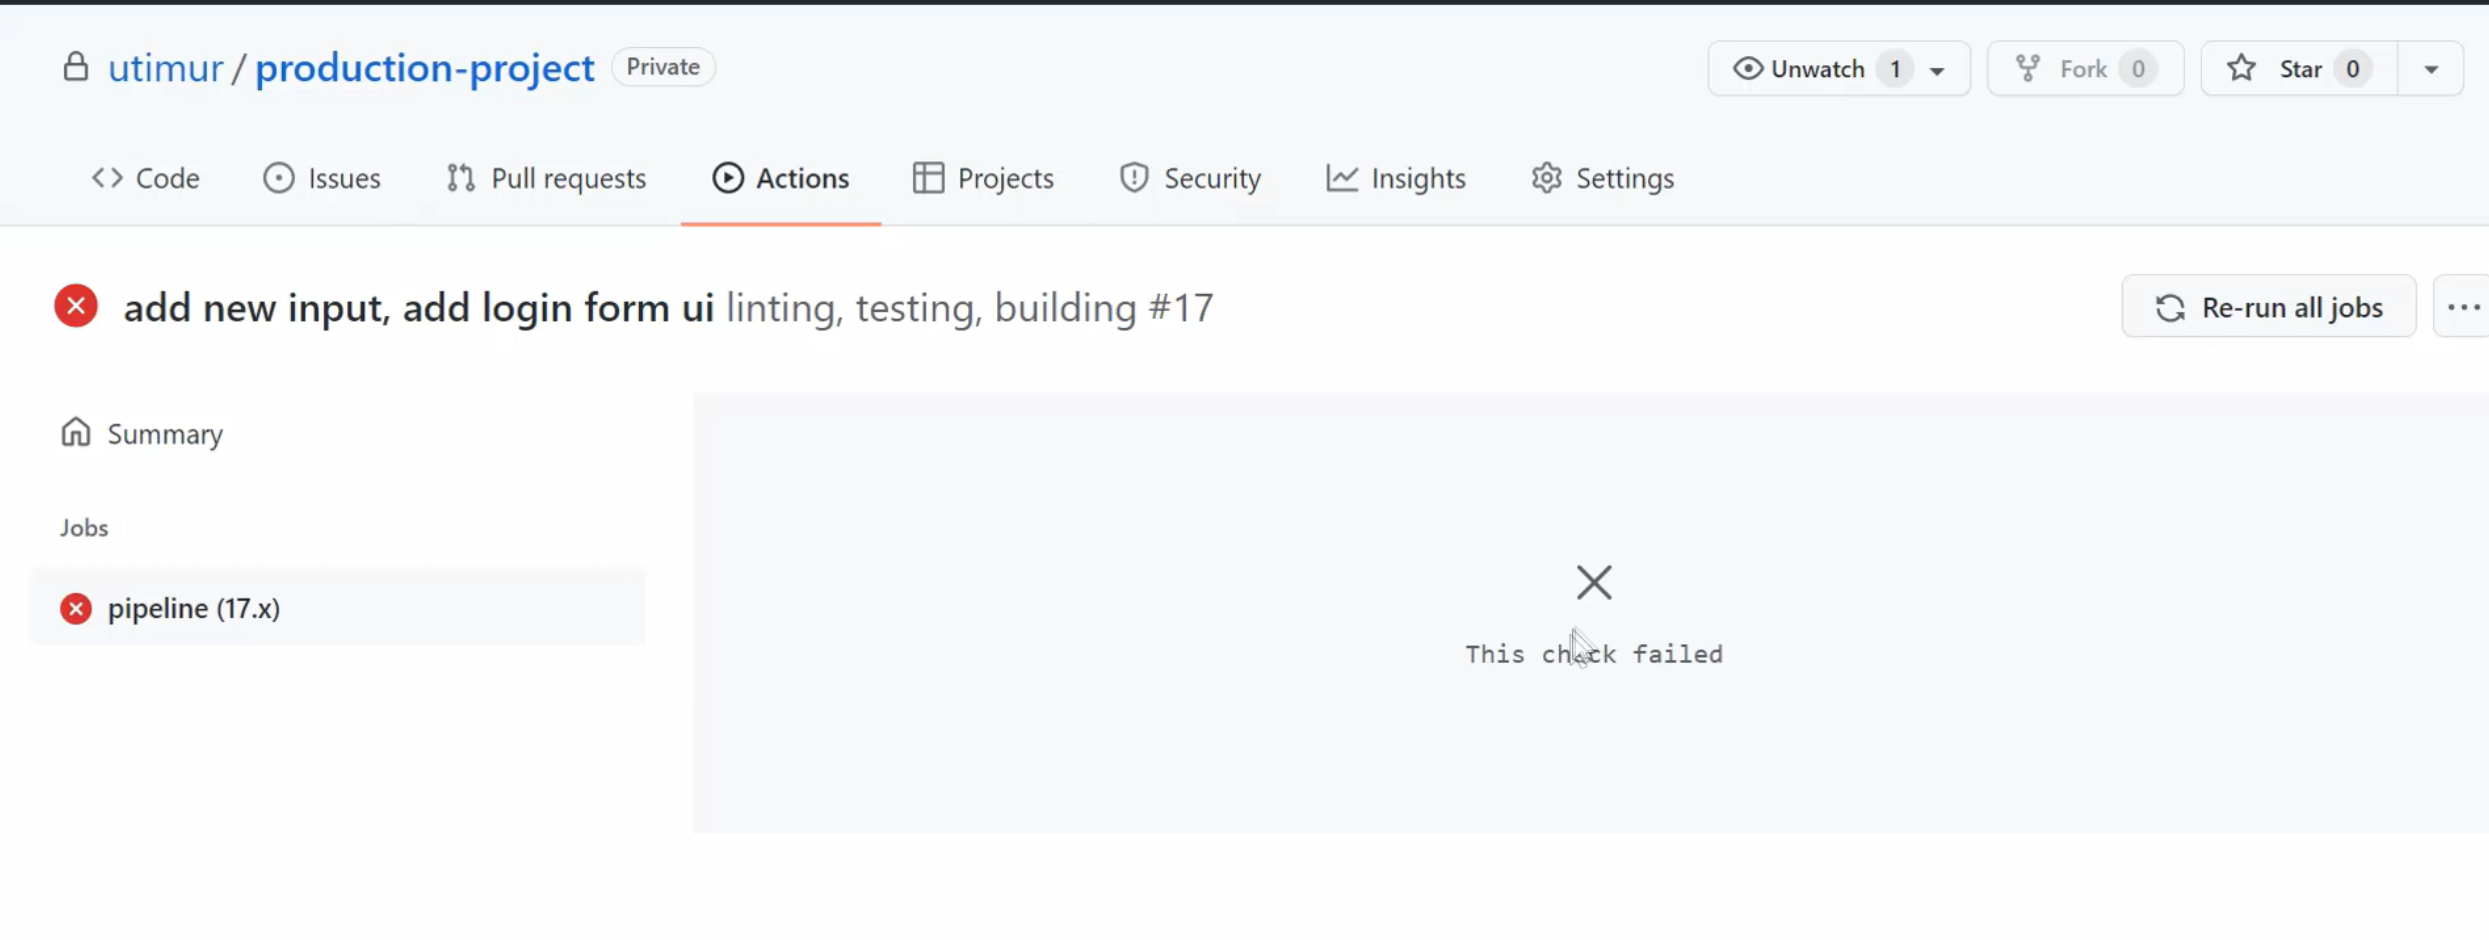 utimur / production-project Private Unwatch 1 Fork 0 Star 0
Code Issues Pull requests Actions Projects Security Insights Settings
add new input, add login form ui linting, testing, building #17 Re-run all jobs ...
Summary
Jobs
pipeline (17.x)
This check failed